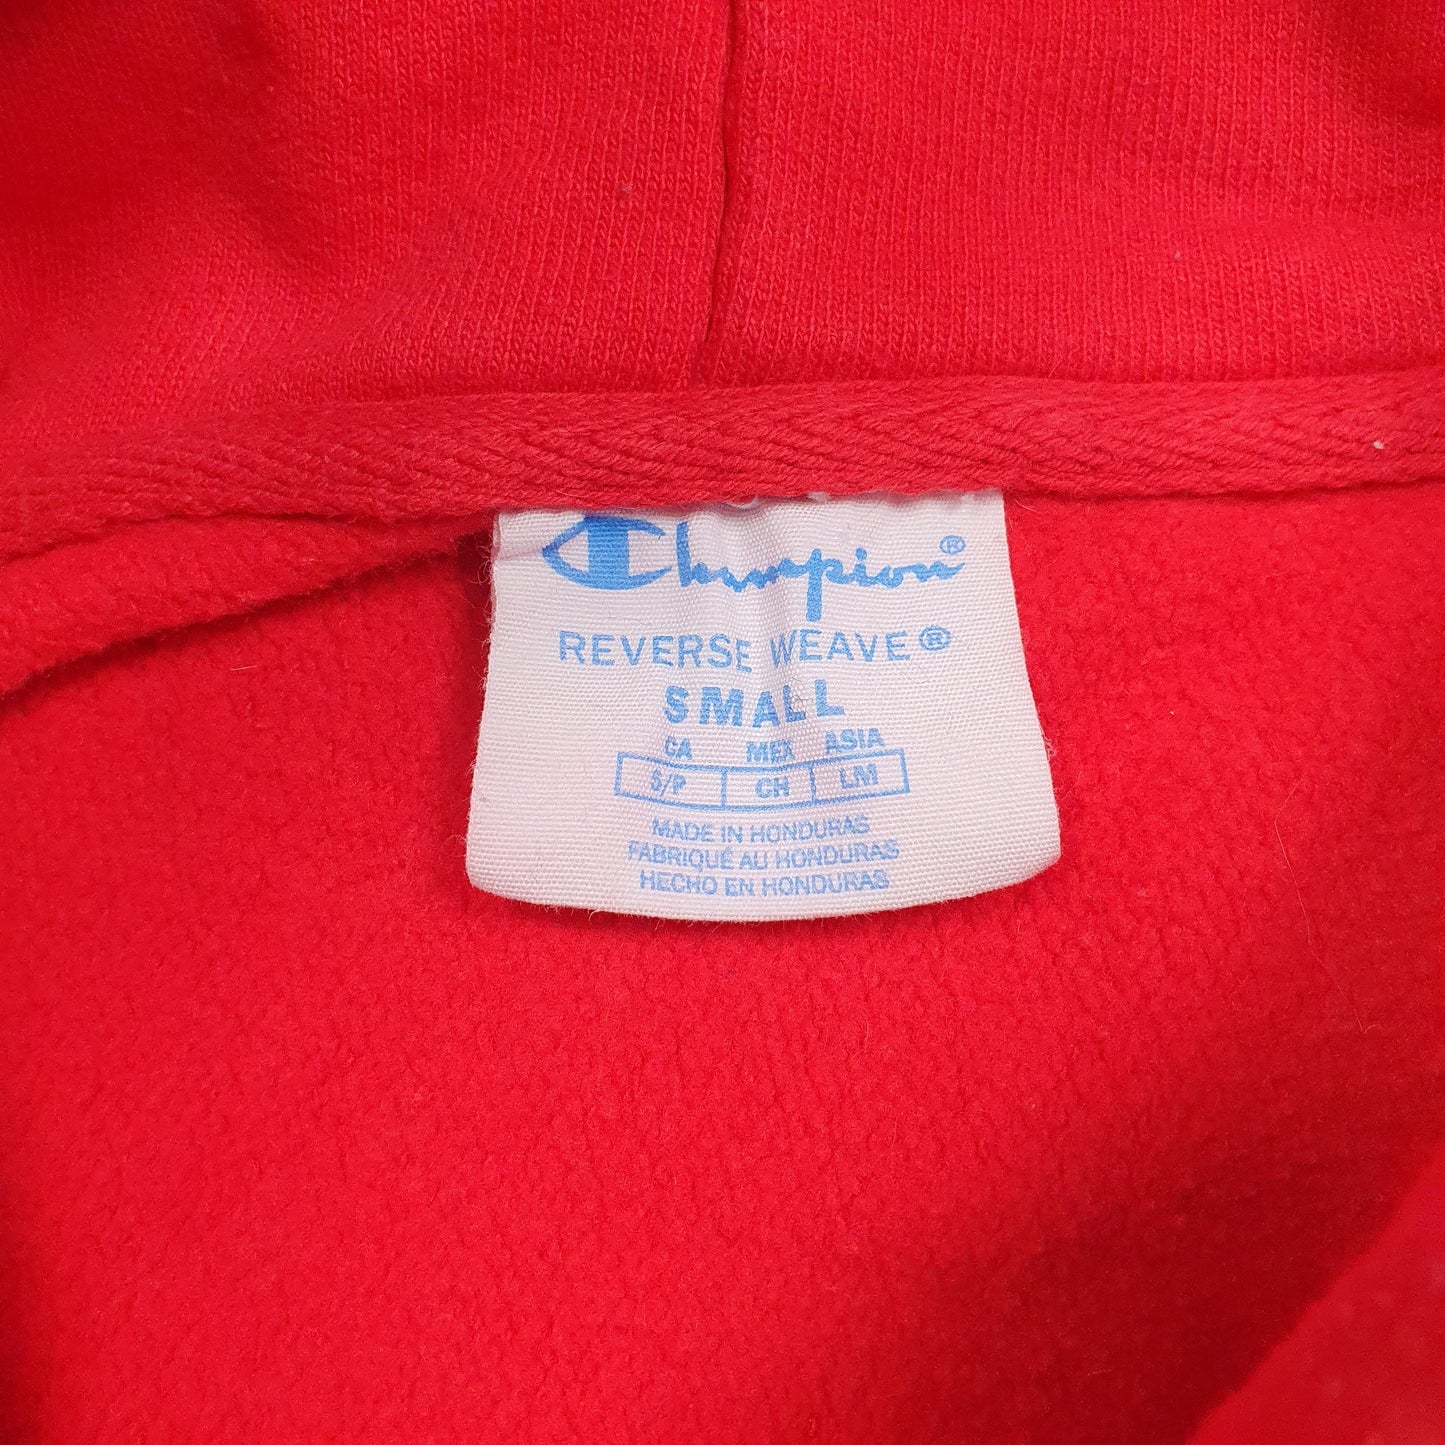 Champion®
REVERSE WEAVE®
SMALL
CA MEX ASIA
S/P CH LM
MADE IN HONDURAS
FABRIQUÉ AU HONDURAS
HECHO EN HONDURAS